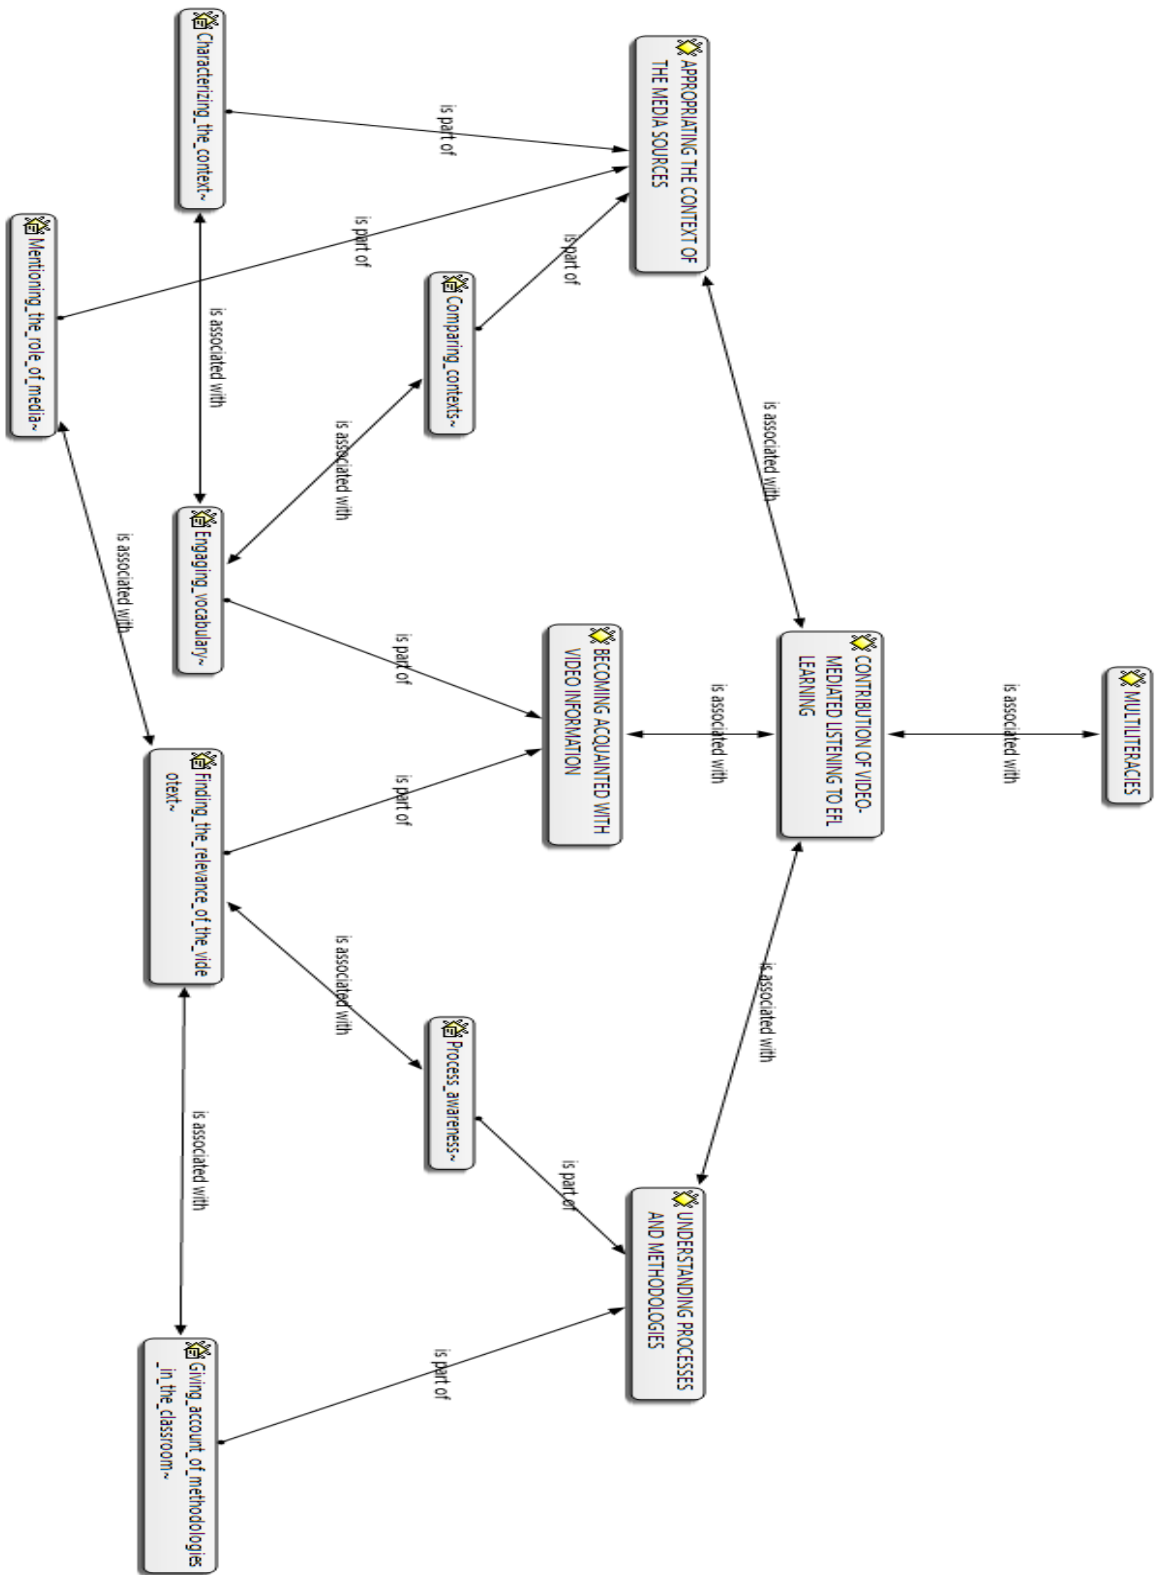 MULTILITERACIES
is associated with
CONTRIBUTION OF VIDEO-
MEDIATED LISTENING TO EFL
LEARNING
is associated with
is associated with
is associated with
APPROPRIATING THE CONTEXT OF
THE MEDIA SOURCES
UNDERSTANDING PROCESSES
AND METHODOLOGIES
BECOMING ACQUAINTED WITH
VIDEO INFORMATION
is part of
is part of
Comparing_contexts~
Process_awareness~
is part of
is part of
is part of
is part of
is part of
is associated with
is associated with
is associated with
Characterizing_the_context~
Engaging_vocabulary~
Finding_the_relevance_of_the_vide
otext~
is associated with
Giving_account_of_methodologies
_in_the_classroom~
is associated with
Mentioning_the_role_of_media~